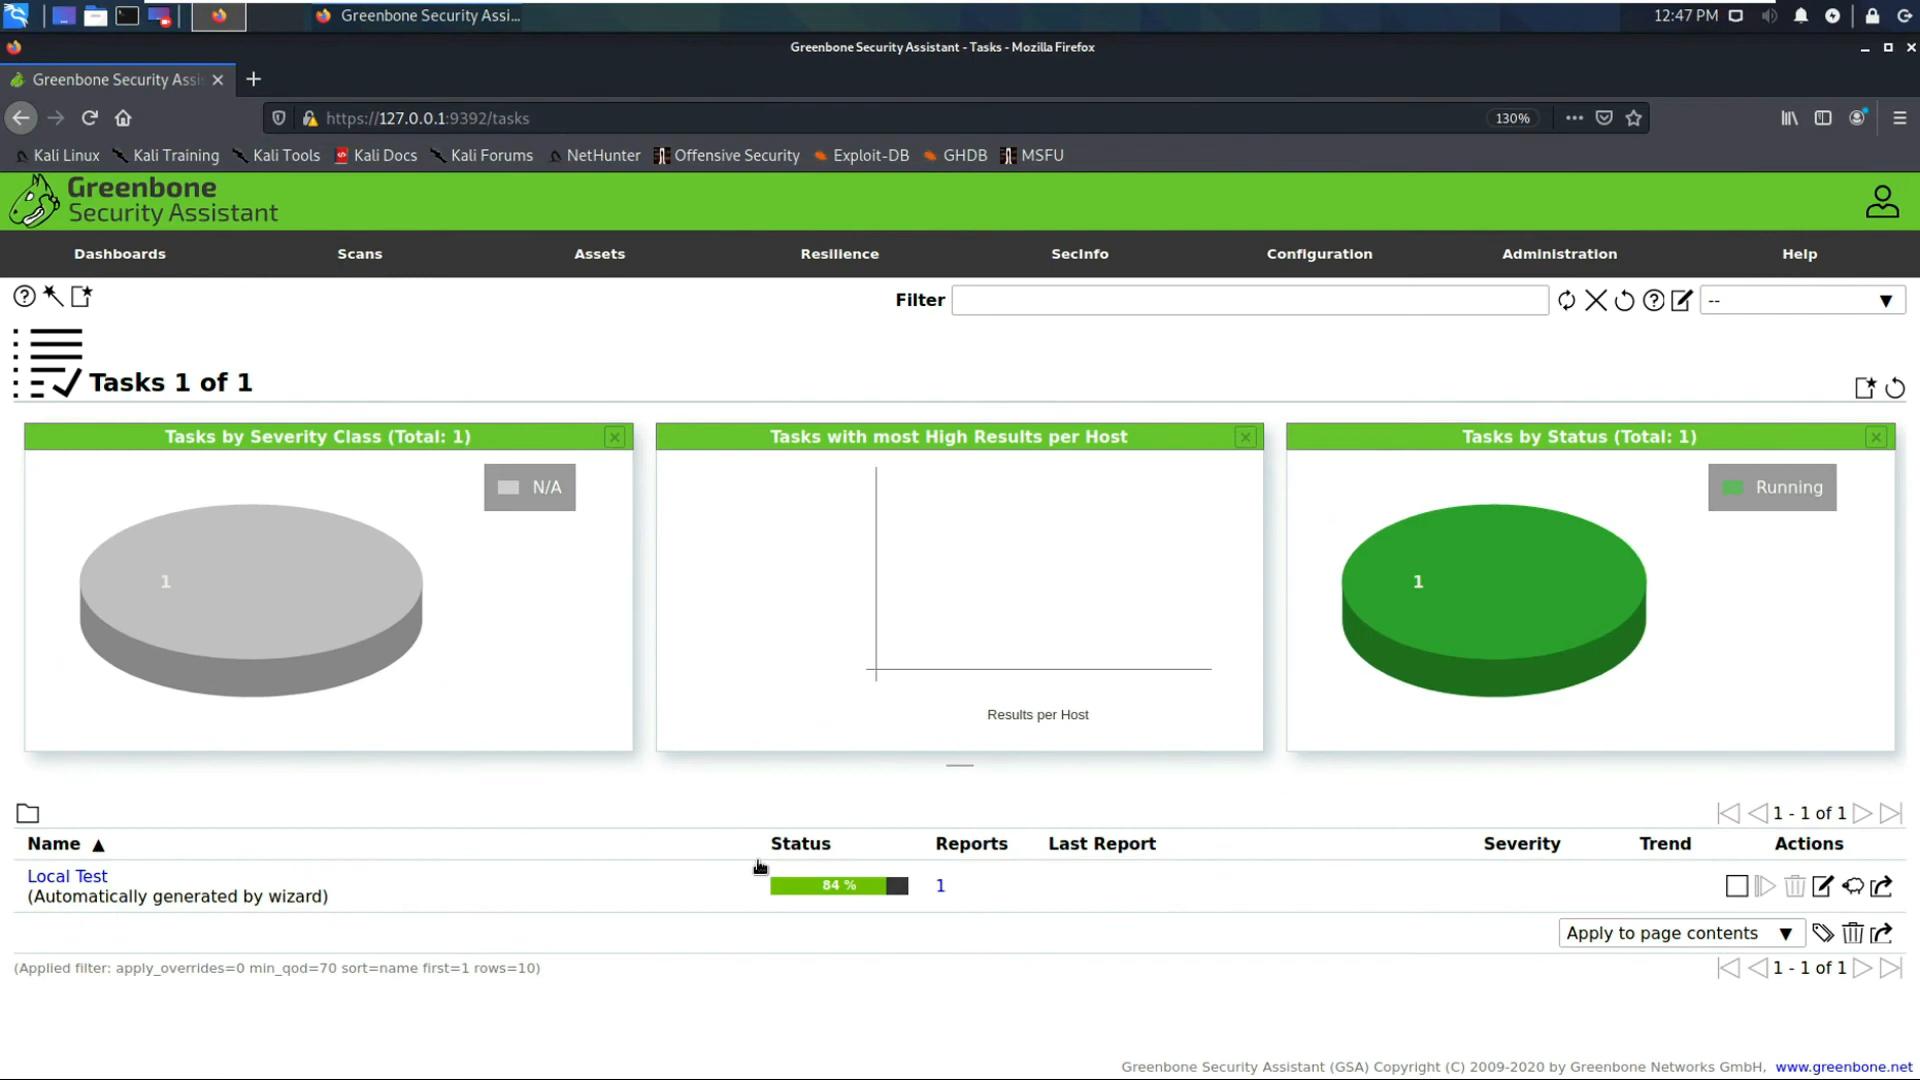 Greenbone Security Assi...
12:47 PM
Greenbone Security Assistant - Tasks - Mozilla Firefox
Greenbone Security Assi
https://127.0.0.1:9392/tasks
130%
Kali Linux
Kali Training
Kali Tools
Kali Docs
Kali Forums
NetHunter
Offensive Security
Exploit-DB
GHDB
MSFU
Greenbone
Security Assistant
Dashboards
Scans
Assets
Resilience
SecInfo
Configuration
Administration
Help
Filter
--
Tasks 1 of 1
Tasks by Severity Class (Total: 1)
Tasks with most High Results per Host
Tasks by Status (Total: 1)
N/A
Running
1
1
Results per Host
1 - 1 of 1
Name ▲
Status
Reports
Last Report
Severity
Trend
Actions
Local Test
84 %
1
(Automatically generated by wizard)
Apply to page contents
(Applied filter: apply_overrides=0 min_qod=70 sort=name first=1 rows=10)
1 - 1 of 1
Greenbone Security Assistant (GSA) Copyright (C) 2009-2020 by Greenbone Networks GmbH, www.greenbone.net